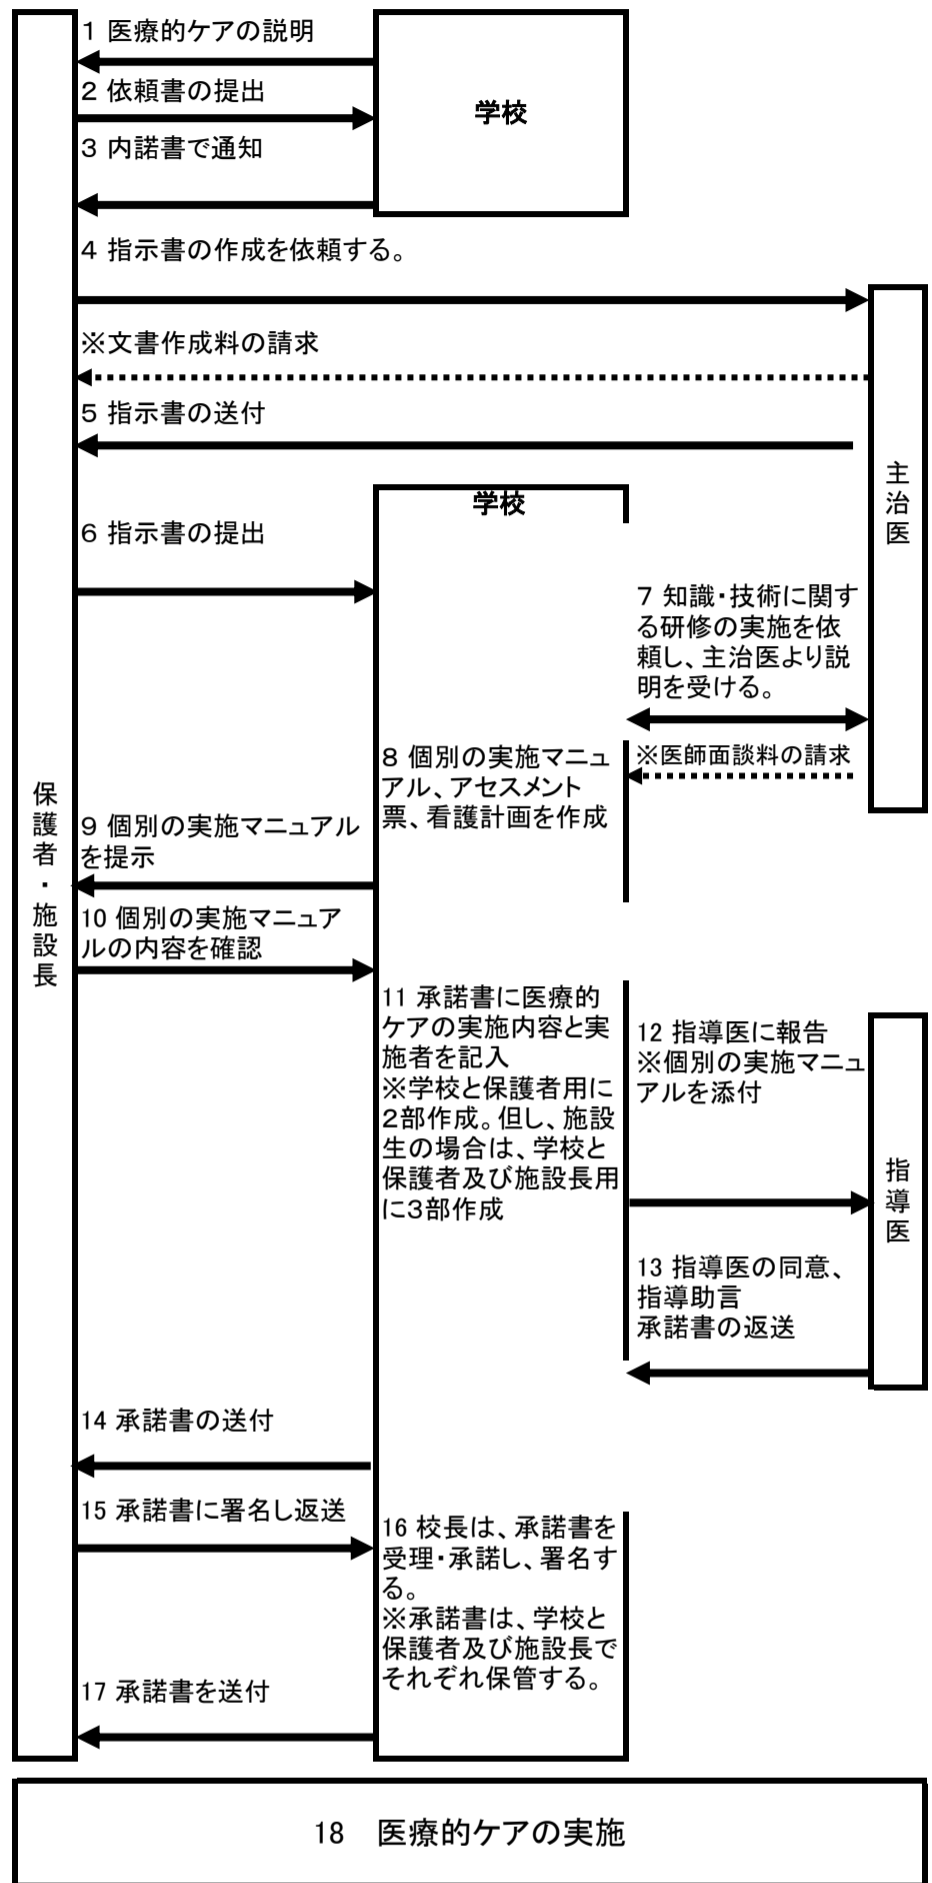 1 医療的ケアの説明
学校
2 依頼書の提出
3 内諾書で通知
4 指示書の作成を依頼する。
※文書作成料の請求
5 指示書の送付
主治医
学校
6 指示書の提出
7 知識・技術に関す
る研修の実施を依
頼し、主治医より説
明を受ける。
※医師面談料の請求
8 個別の実施マニュ
アル、アセスメント
票、看護計画を作成
保護者・施設長
9 個別の実施マニュアル
を提示
10 個別の実施マニュア
ルの内容を確認
11 承諾書に医療的
ケアの実施内容と実
施者を記入
※学校と保護者用に
2部作成。但し、施設
生の場合は、学校と
保護者及び施設長用
に3部作成
12 指導医に報告
※個別の実施マニュ
アルを添付
指導医
13 指導医の同意、
指導助言
承諾書の返送
14 承諾書の送付
15 承諾書に署名し返送
16 校長は、承諾書を
受理・承諾し、署名す
る。
※承諾書は、学校と
保護者及び施設長で
それぞれ保管する。
17 承諾書を送付
18　医療的ケアの実施